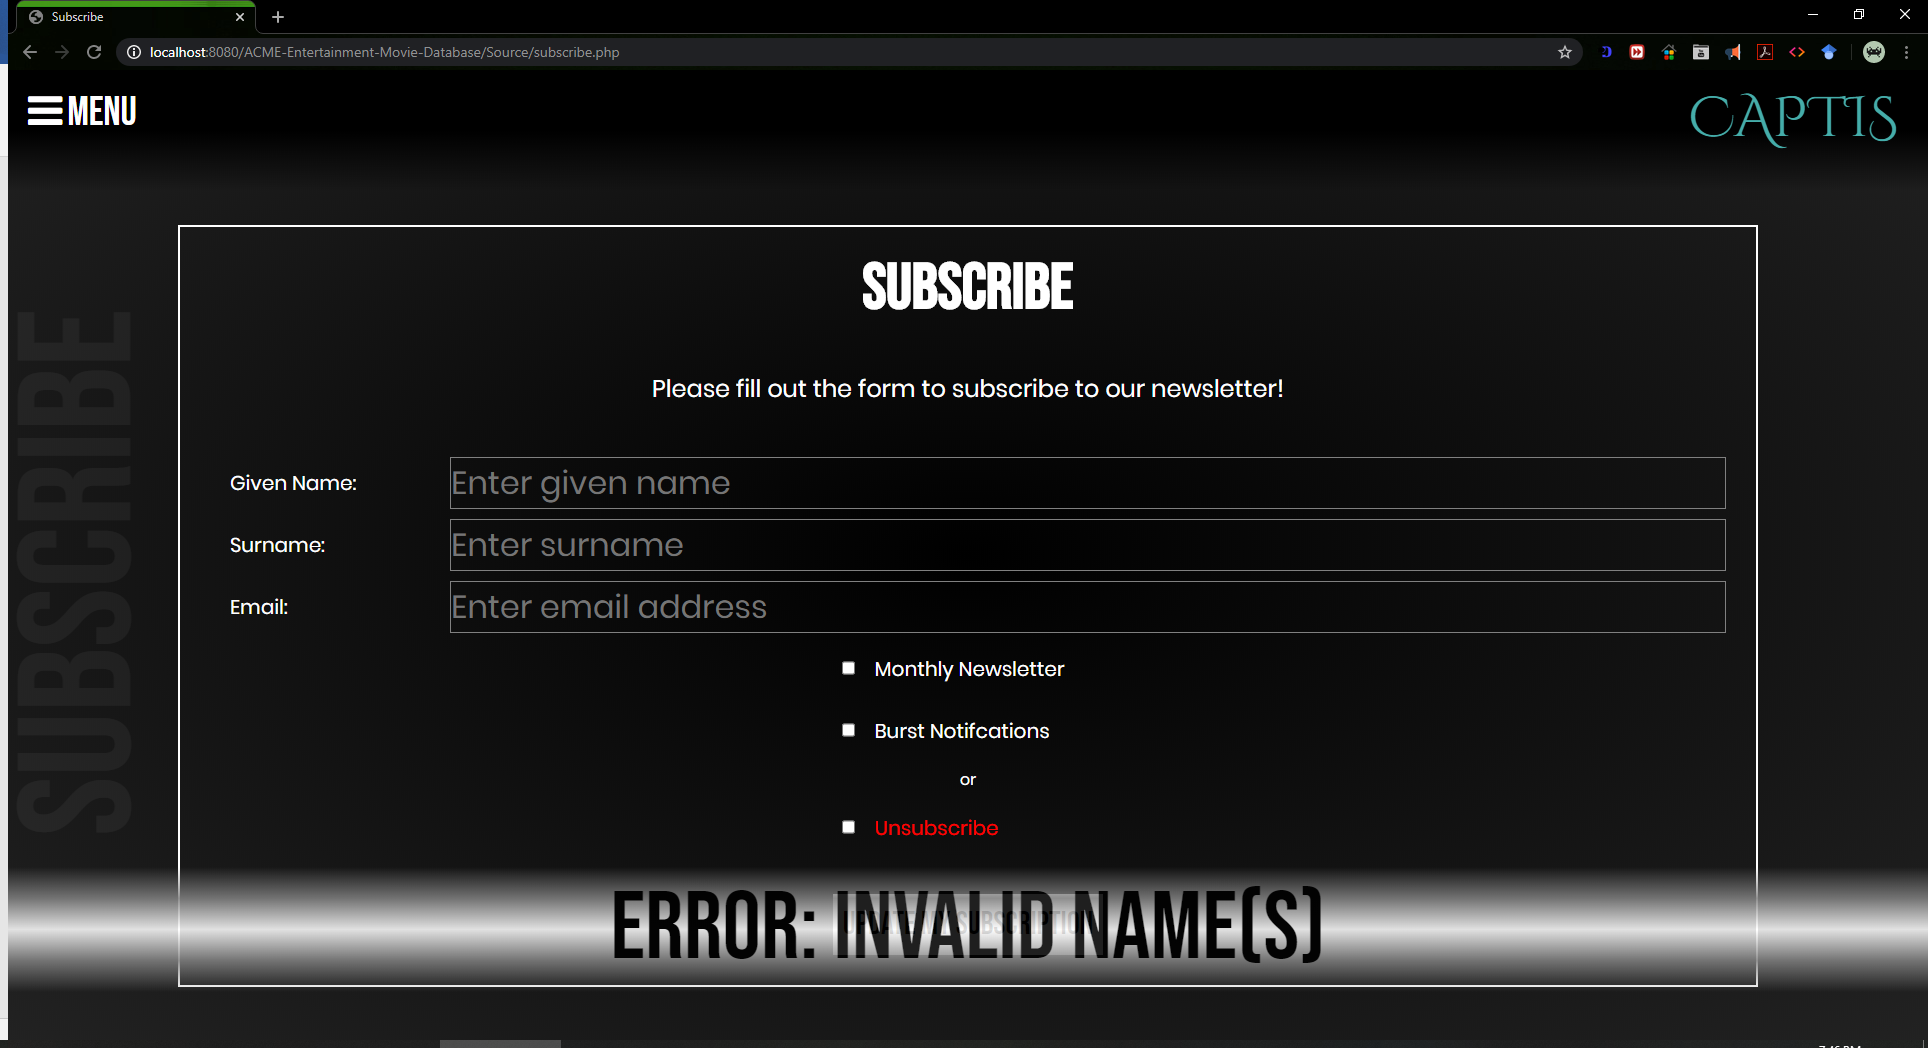 Subscribe
localhost:8080/ACME-Entertainment-Movie-Database/Source/subscribe.php
MENU
CAPTIS
SUBSCRIBE
SUBSCRIBE
Please fill out the form to subscribe to our newsletter!
Given Name: Enter given name
Surname: Enter surname
Email: Enter email address
Monthly Newsletter
Burst Notifcations
or
Unsubscribe
ERROR: INVALID NAME(S)
UPDATE MY SUBSCRIPTION